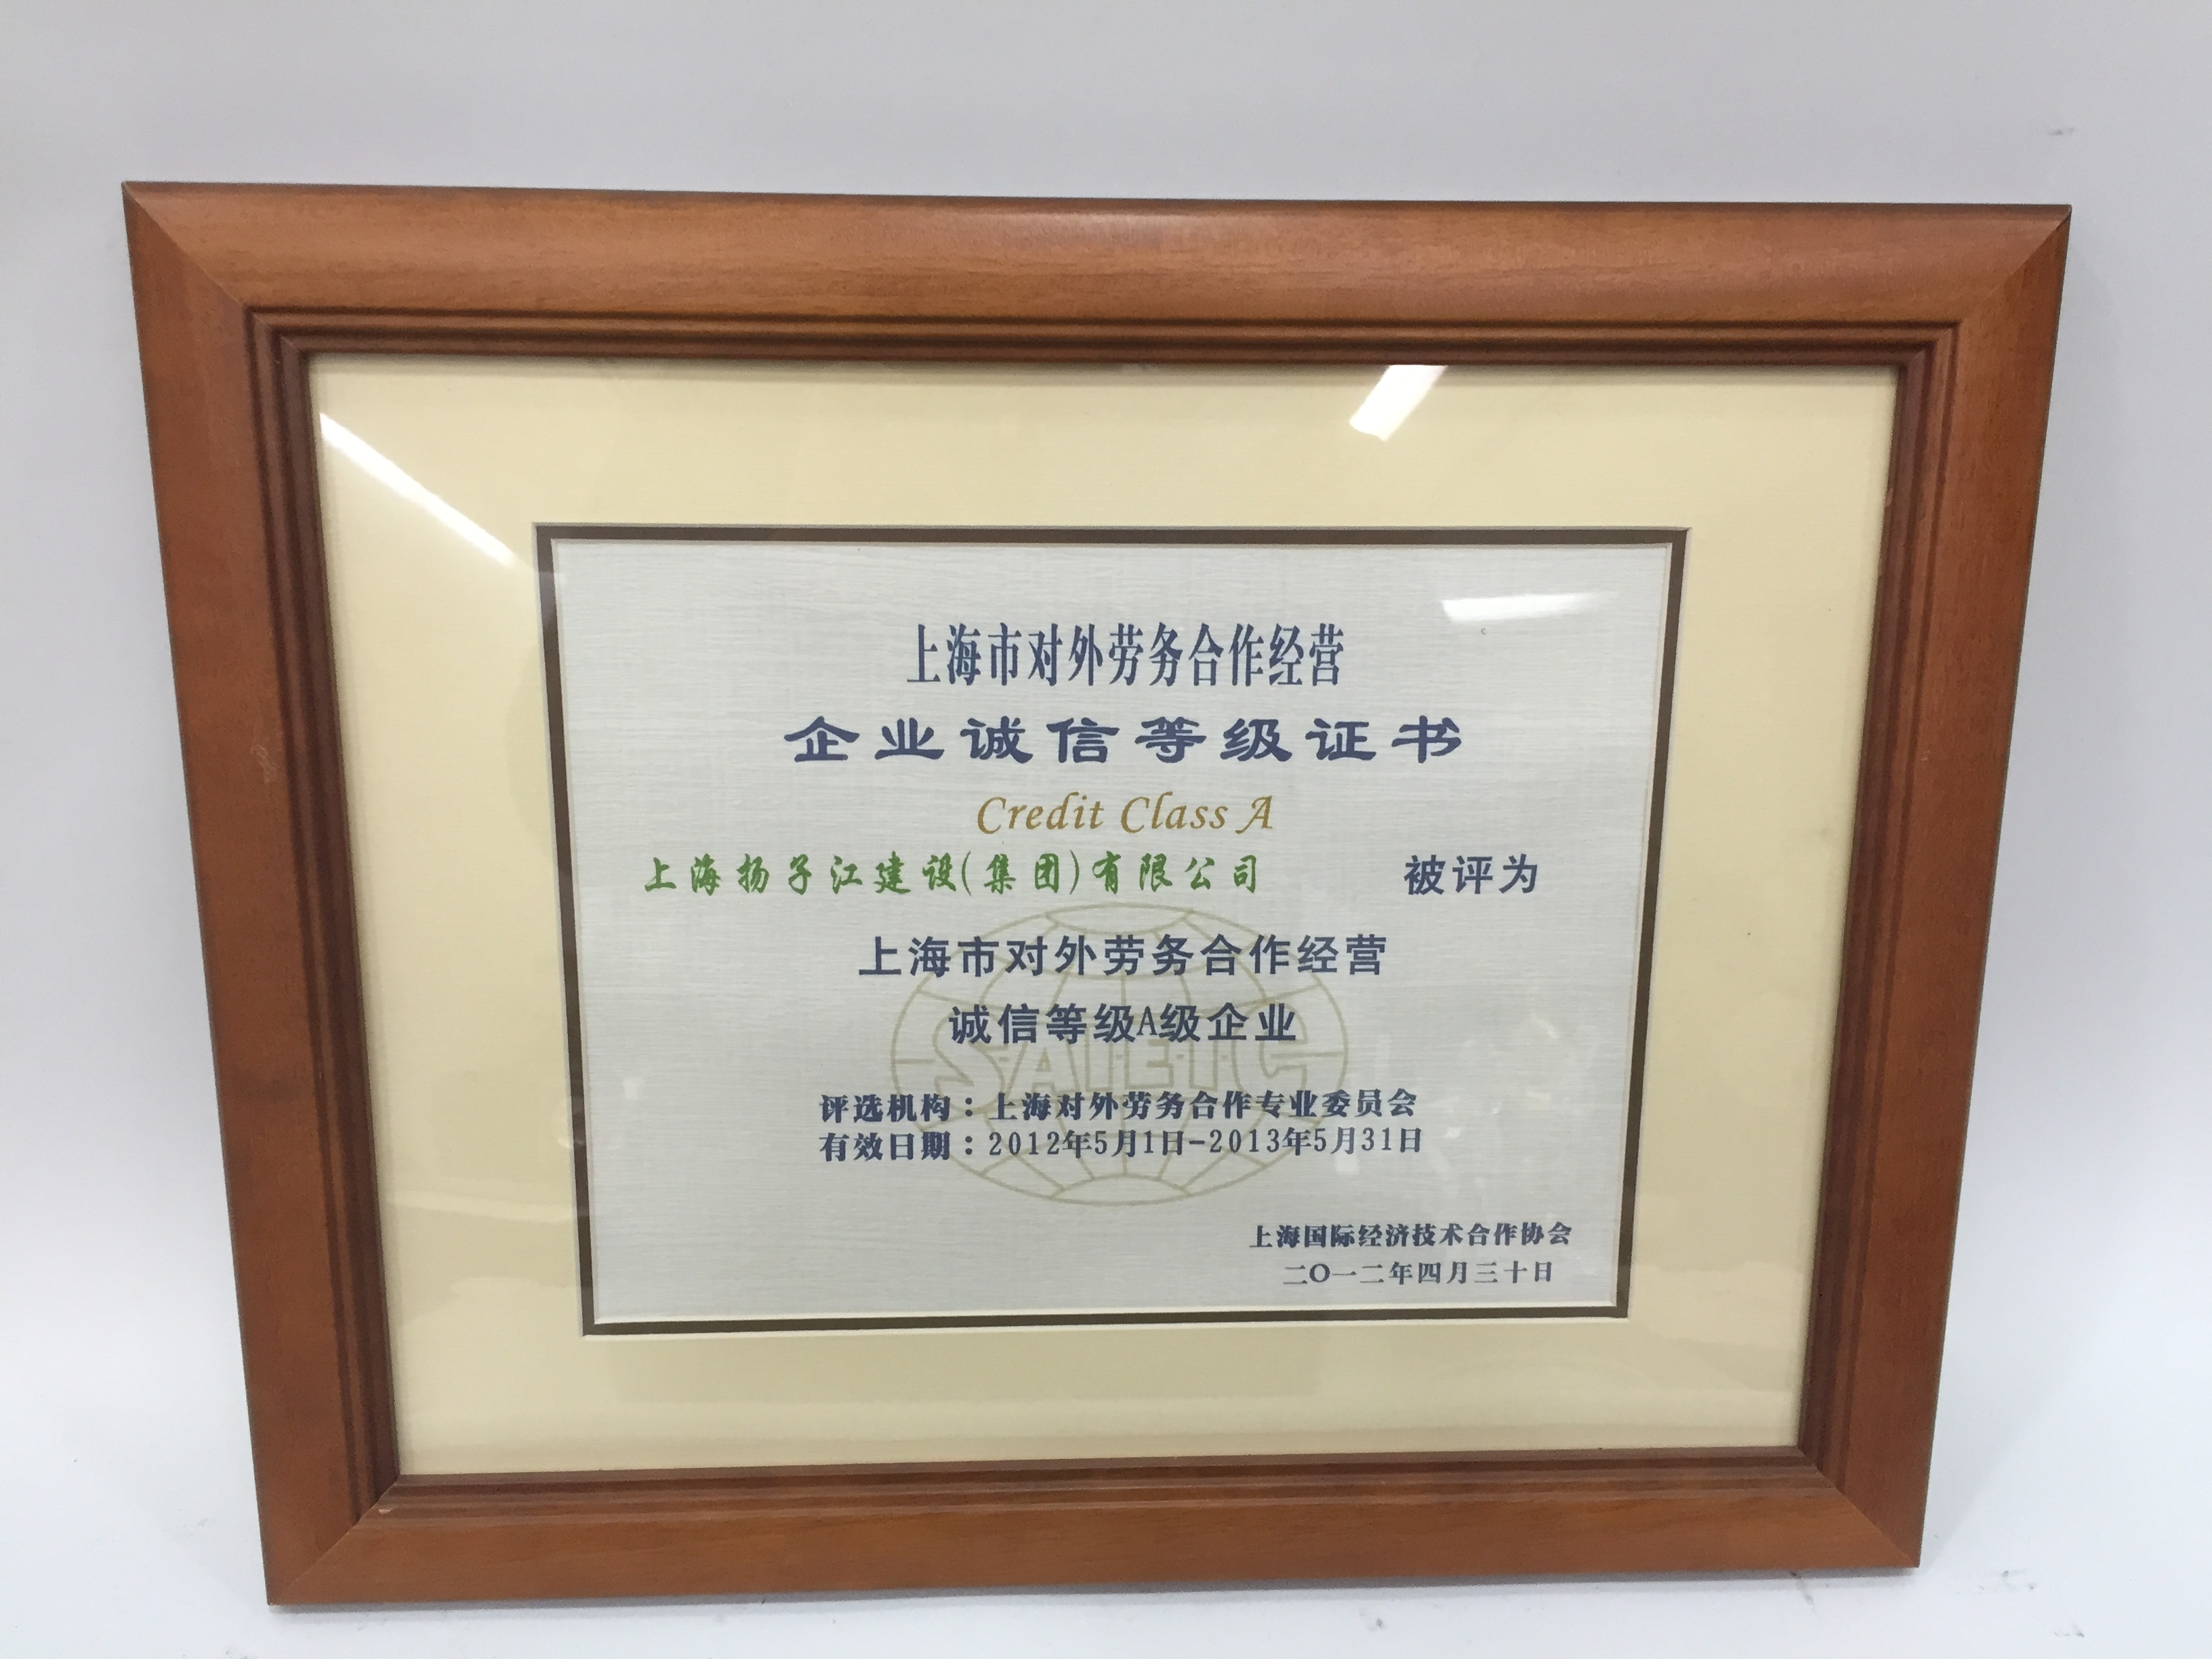 上海市对外劳务合作经营
企业诚信等级证书
Credit Class A
上海扬子江建设(集团)有限公司 被评为
上海市对外劳务合作经营
诚信等级A级企业
SAIETC
评选机构：上海对外劳务合作专业委员会
有效日期：2012年5月1日-2013年5月31日
上海国际经济技术合作协会
二〇一二年四月三十日